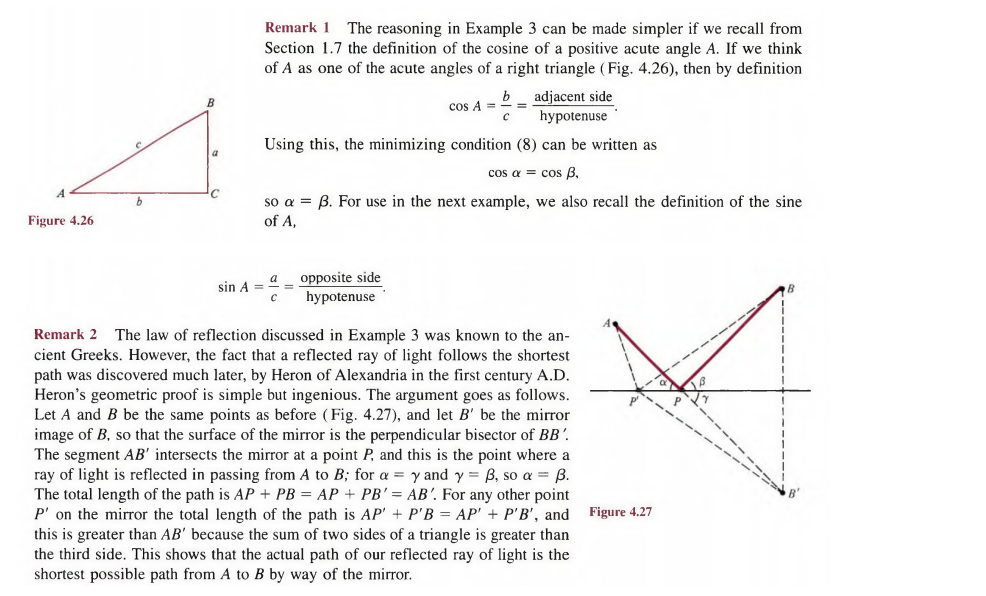 Remark 1 The reasoning in Example 3 can be made simpler if we recall from
Section 1.7 the definition of the cosine of a positive acute angle A. If we think
of A as one of the acute angles of a right triangle (Fig. 4.26), then by definition
cos A = b/c = adjacent side/hypotenuse.
Using this, the minimizing condition (8) can be written as
cos α = cos β,
so α = β. For use in the next example, we also recall the definition of the sine
of A,
B
c
a
A
b
C
Figure 4.26
sin A = a/c = opposite side/hypotenuse.
Remark 2 The law of reflection discussed in Example 3 was known to the an-
cient Greeks. However, the fact that a reflected ray of light follows the shortest
path was discovered much later, by Heron of Alexandria in the first century A.D.
Heron's geometric proof is simple but ingenious. The argument goes as follows.
Let A and B be the same points as before (Fig. 4.27), and let B′ be the mirror
image of B, so that the surface of the mirror is the perpendicular bisector of BB′.
The segment AB′ intersects the mirror at a point P, and this is the point where a
ray of light is reflected in passing from A to B; for α = γ and γ = β, so α = β.
The total length of the path is AP + PB = AP + PB′ = AB′. For any other point
P′ on the mirror the total length of the path is AP′ + P′B = AP′ + P′B′, and
this is greater than AB′ because the sum of two sides of a triangle is greater than
the third side. This shows that the actual path of our reflected ray of light is the
shortest possible path from A to B by way of the mirror.
B
A
α
β
P′
P
γ
B′
Figure 4.27